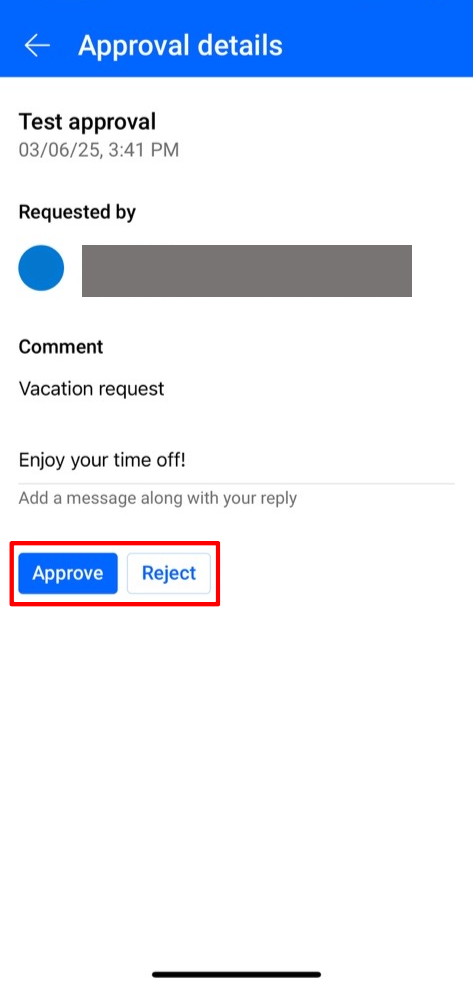 Approval details
Test approval
03/06/25, 3:41 PM
Requested by
Comment
Vacation request
Enjoy your time off!
Add a message along with your reply
Approve Reject